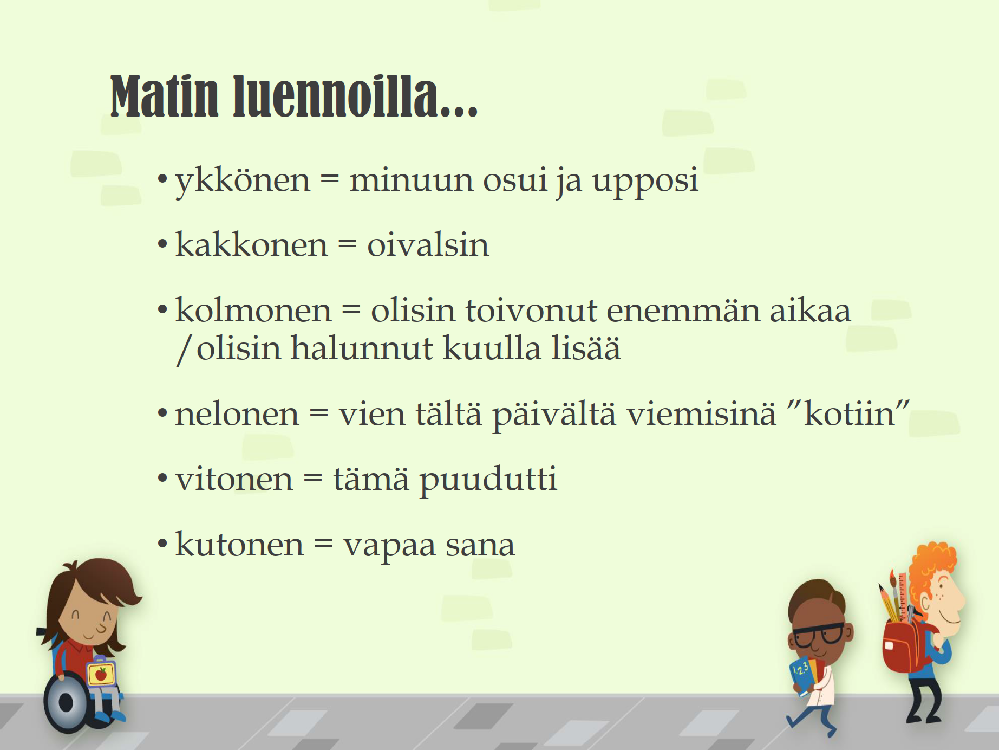 Matin luennoilla...
• ykkönen = minuun osui ja upposi
• kakkonen = oivalsin
• kolmonen = olisin toivonut enemmän aikaa
/olisin halunnut kuulla lisää
• nelonen = vien tältä päivältä viemisinä ”kotiin”
• vitonen = tämä puudutti
• kutonen = vapaa sana
1.2.3